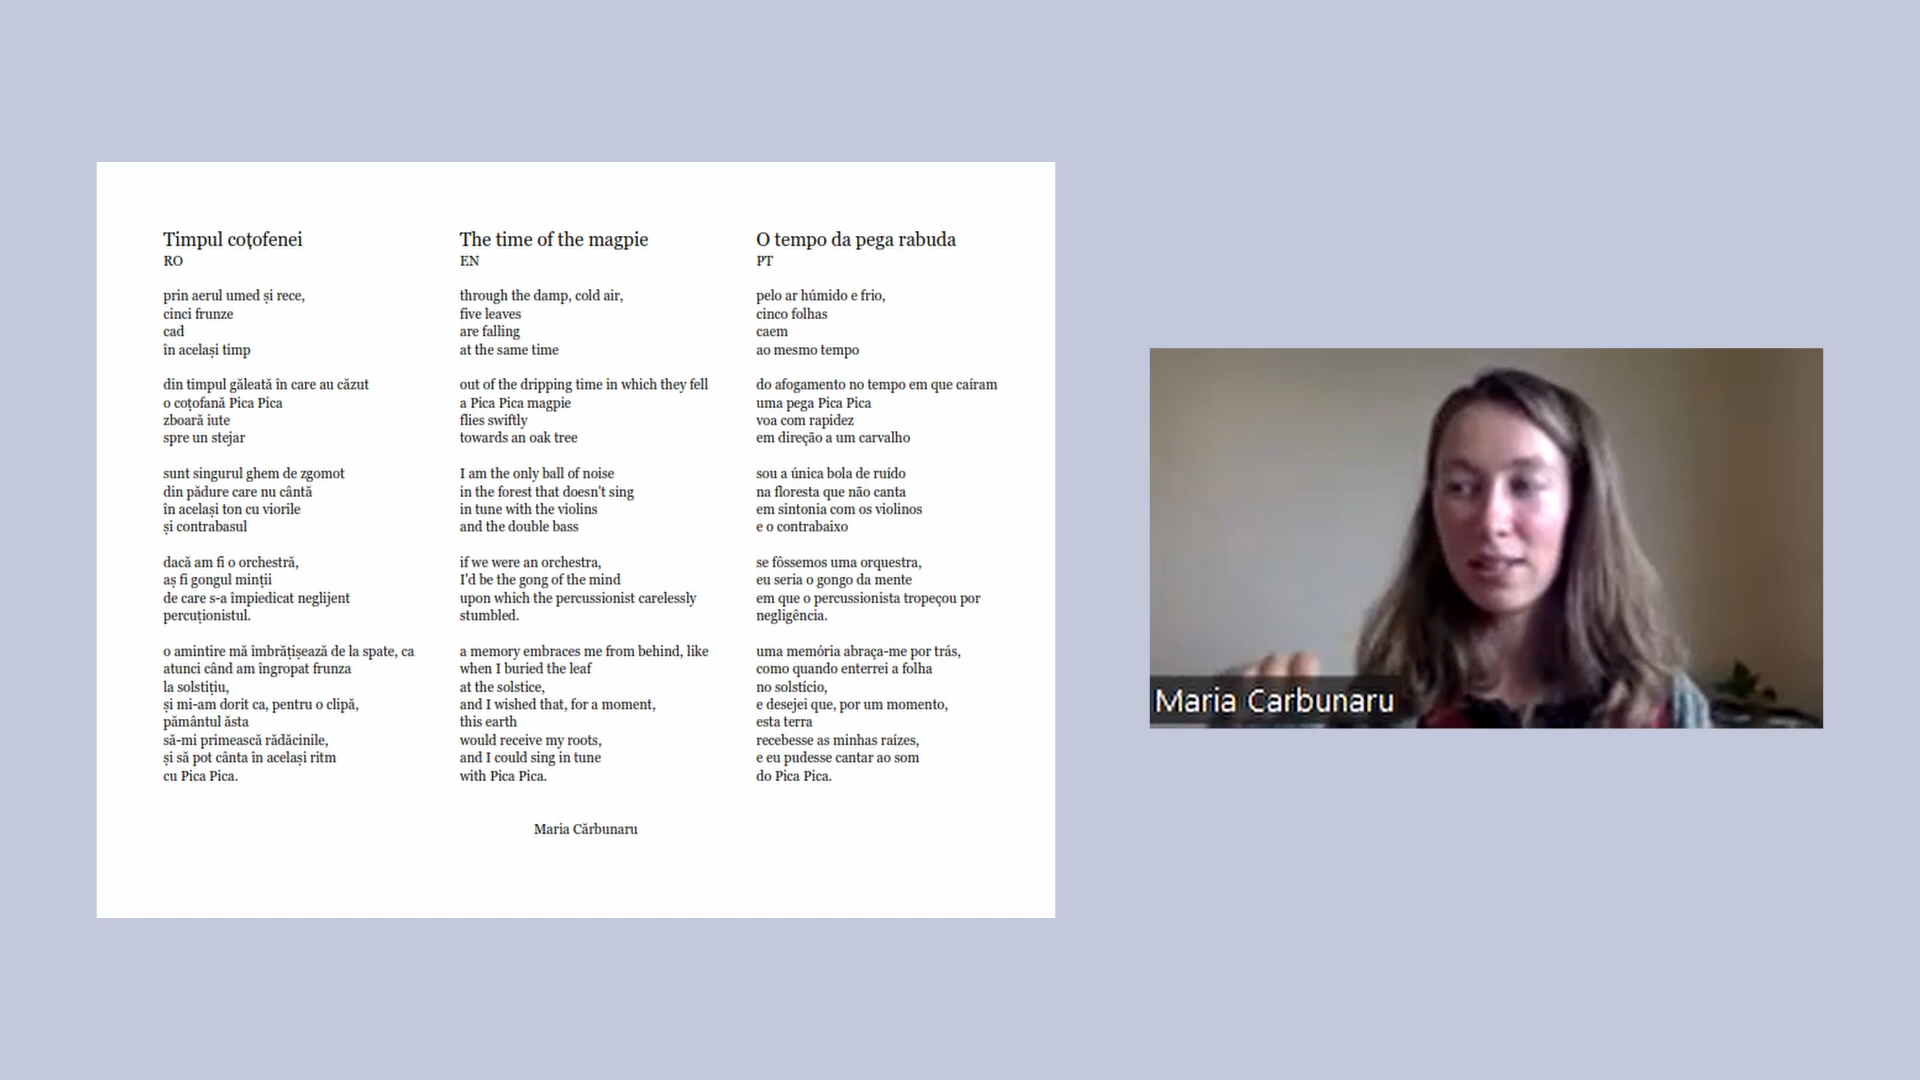 Timpul coțofenei
RO
prin aerul umed și rece,
cinci frunze
cad
în același timp
din timpul găleată în care au căzut
o coțofană Pica Pica
zboară iute
spre un stejar
sunt singurul ghem de zgomot
din pădure care nu cântă
în același ton cu viorile
și contrabasul
dacă am fi o orchestră,
aș fi gongul minții
de care s-a împiedicat neglijent
percuționistul.
o amintire mă îmbrățișează de la spate, ca
atunci când am îngropat frunza
la solstițiu,
și mi-am dorit ca, pentru o clipă,
pământul ăsta
să-mi primească rădăcinile,
și să pot cânta în același ritm
cu Pica Pica.
The time of the magpie
EN
through the damp, cold air,
five leaves
are falling
at the same time
out of the dripping time in which they fell
a Pica Pica magpie
flies swiftly
towards an oak tree
I am the only ball of noise
in the forest that doesn't sing
in tune with the violins
and the double bass
if we were an orchestra,
I'd be the gong of the mind
upon which the percussionist carelessly
stumbled.
a memory embraces me from behind, like
when I buried the leaf
at the solstice,
and I wished that, for a moment,
this earth
would receive my roots,
and I could sing in tune
with Pica Pica.
O tempo da pega rabuda
PT
pelo ar húmido e frio,
cinco folhas
caem
ao mesmo tempo
do afogamento no tempo em que caíram
uma pega Pica Pica
voa com rapidez
em direção a um carvalho
sou a única bola de ruído
na floresta que não canta
em sintonia com os violinos
e o contrabaixo
se fôssemos uma orquestra,
eu seria o gongo da mente
em que o percussionista tropeçou por
negligência.
uma memória abraça-me por trás,
como quando enterrei a folha
no solstício,
e desejei que, por um momento,
esta terra
recebesse as minhas raízes,
e eu pudesse cantar ao som
do Pica Pica.
Maria Cărbunaru
Maria Carbunaru